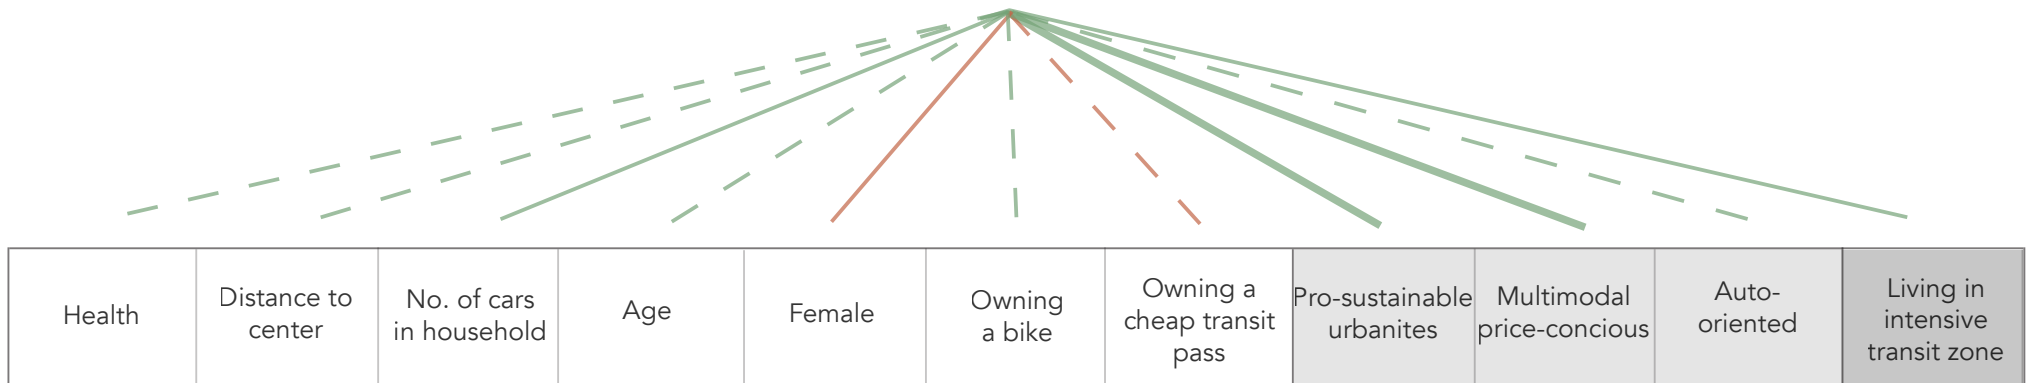 Health
Distance to
center
No. of cars
in household
Age
Female
Owning
a bike
Owning a
cheap transit
pass
Pro-sustainable
urbanites
Multimodal
price-concious
Auto-
oriented
Living in
intensive
transit zone